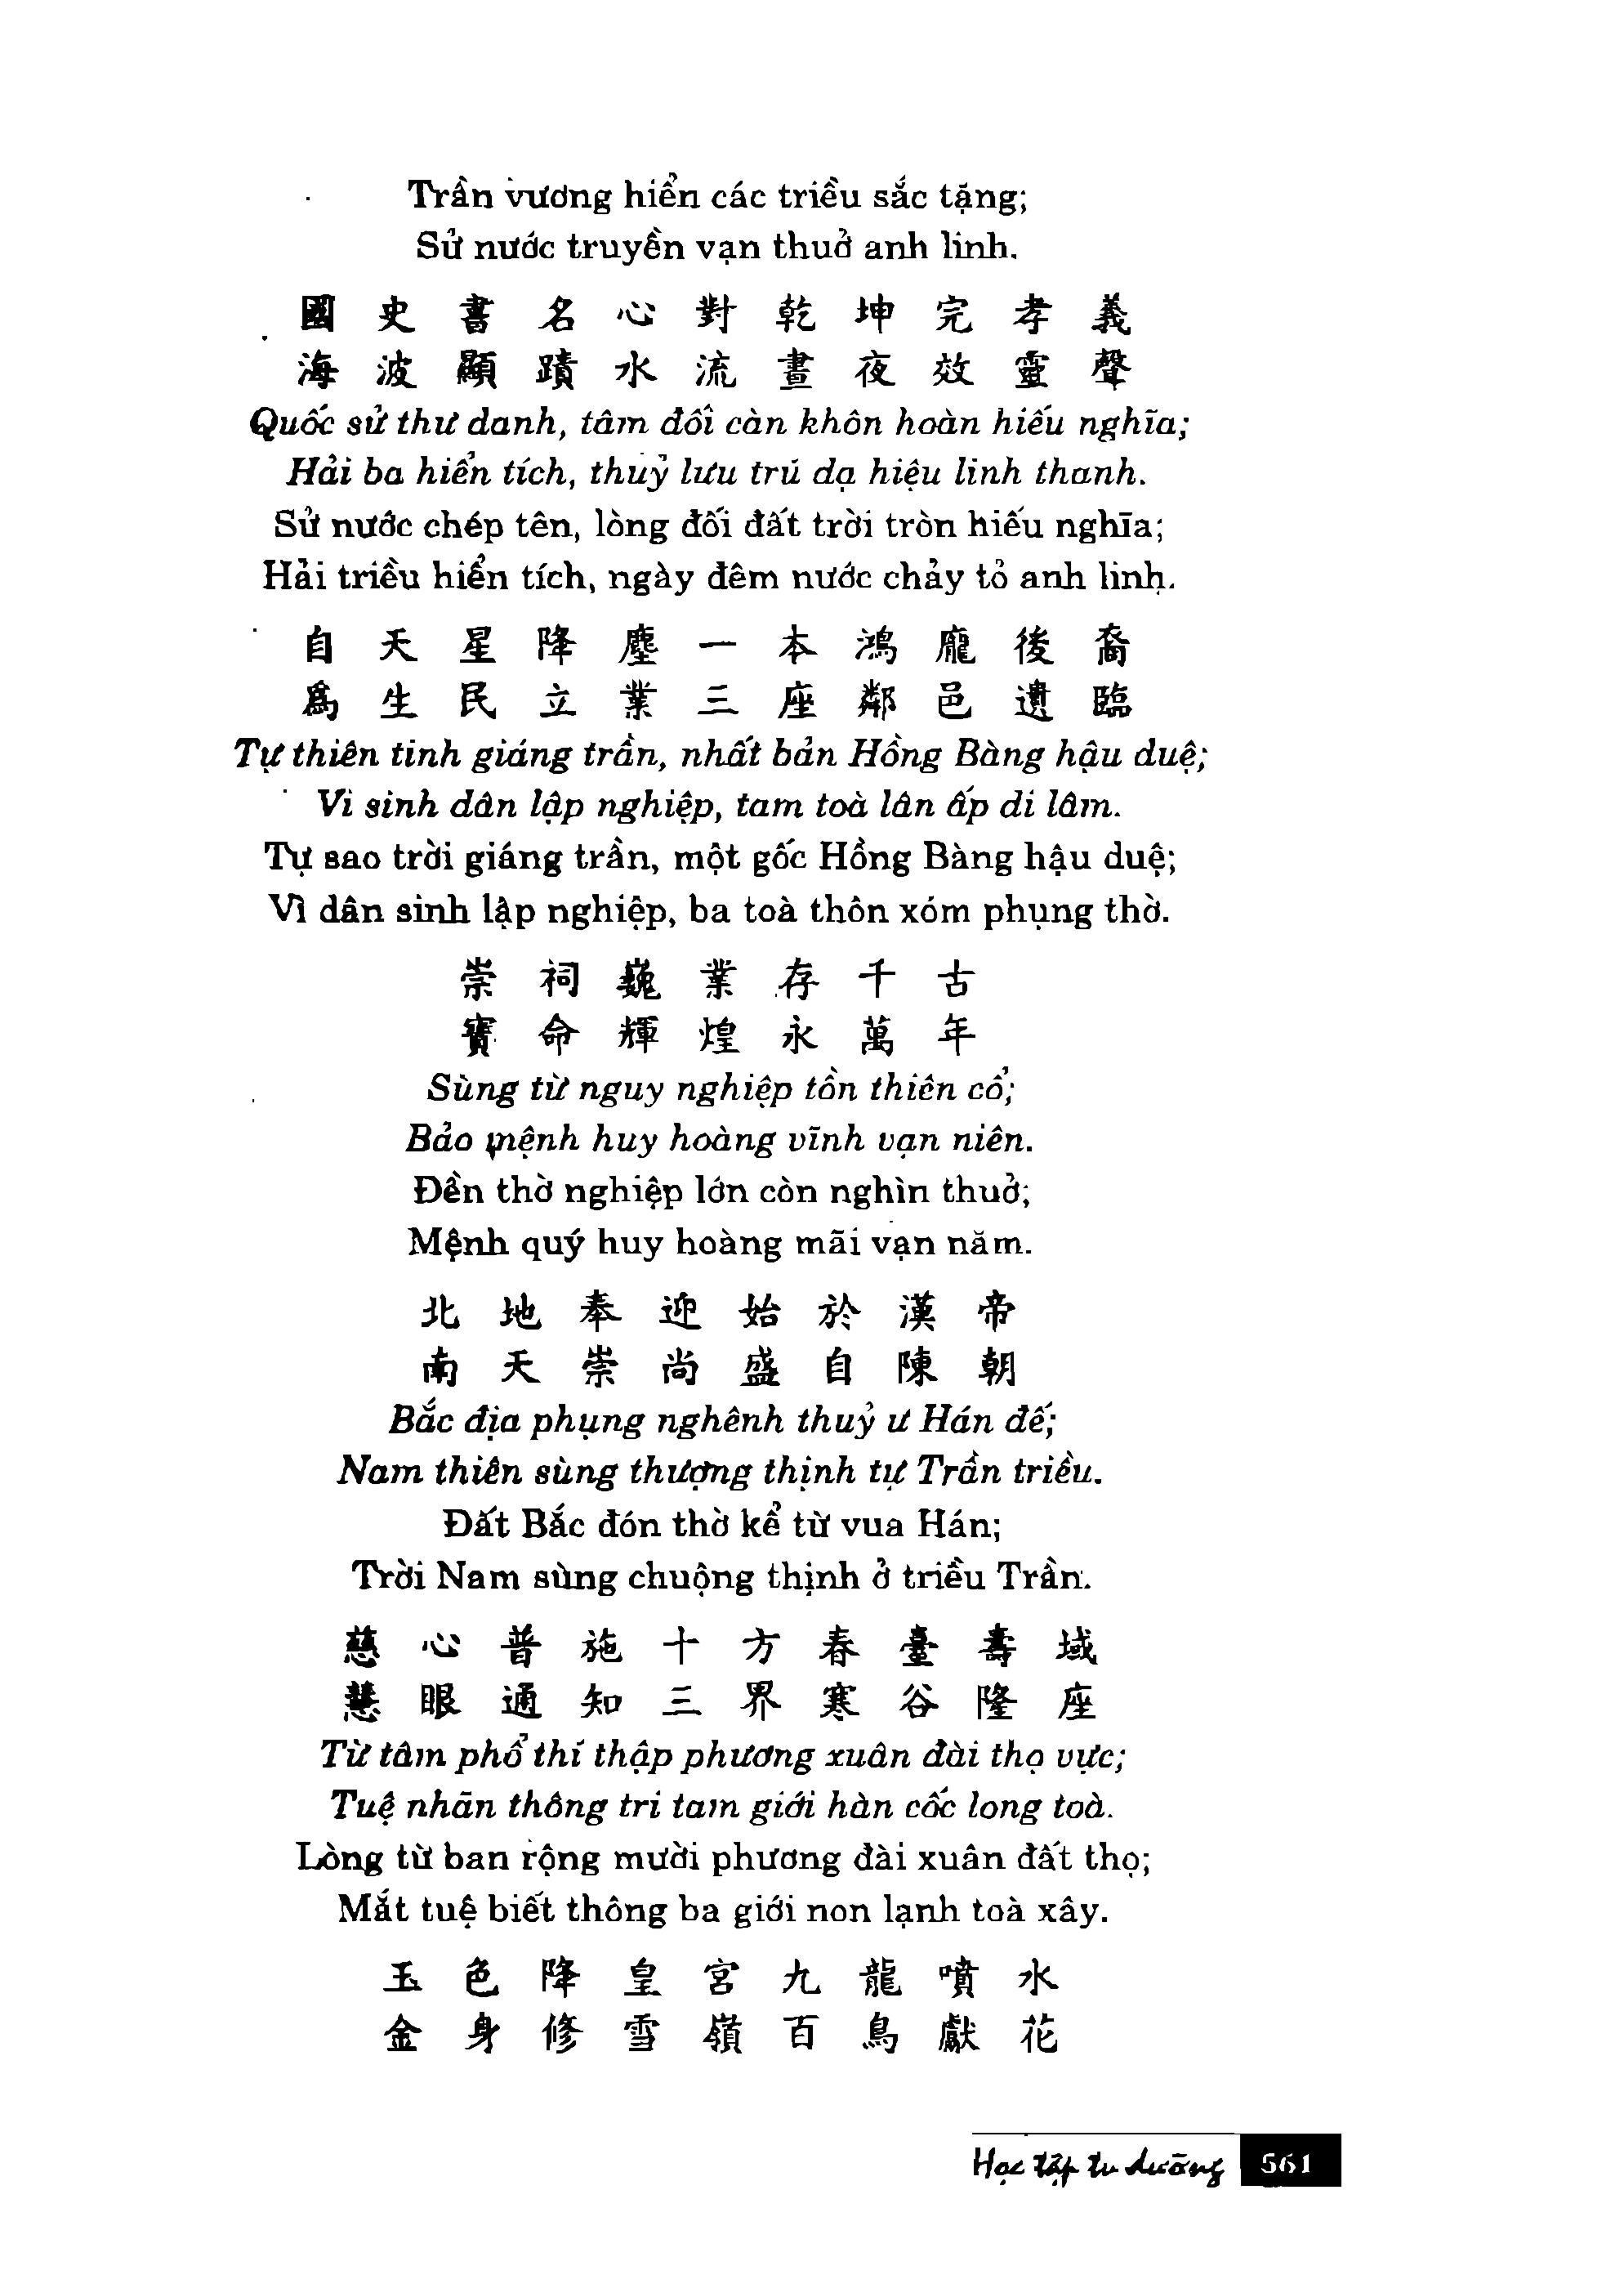 Trần vương hiển các triều sắc tặng;
Sử nước truyền vạn thuở anh linh.
國史書名心對乾坤完孝義
海波顯蹟水流晝夜效靈聲
Quốc sử thư danh, tâm đối càn khôn hoàn hiếu nghĩa;
Hải ba hiển tích, thuỷ lưu trú dạ hiệu linh thanh.
Sử nước chép tên, lòng đối đất trời tròn hiếu nghĩa;
Hải triều hiển tích, ngày đêm nước chảy tỏ anh linh.
自天星降塵一本鴻龐後裔
爲生民立業三座鄰邑遺臨
Tự thiên tinh giáng trần, nhất bản Hồng Bàng hậu duệ;
Vì sinh dân lập nghiệp, tam toà lân ấp di lâm.
Tự sao trời giáng trần, một gốc Hồng Bàng hậu duệ;
Vì dân sinh lập nghiệp, ba toà thôn xóm phụng thờ.
崇祠巍業存千古
寶命輝煌永萬年
Sùng từ nguy nghiệp tồn thiên cổ;
Bảo mệnh huy hoàng vĩnh vạn niên.
Đền thờ nghiệp lớn còn nghìn thuở;
Mệnh quý huy hoàng mãi vạn năm.
北地奉迎始於漢帝
南天崇尚盛自陳朝
Bắc địa phụng nghênh thuỷ ư Hán đế;
Nam thiên sùng thượng thịnh tự Trần triều.
Đất Bắc đón thờ kể từ vua Hán;
Trời Nam sùng chuộng thịnh ở triều Trần.
慈心普施十方春臺壽域
慧眼通知三界寒谷隆座
Từ tâm phổ thí thập phương xuân đài thọ vực;
Tuệ nhãn thông tri tam giới hàn cốc long toà.
Lòng từ ban rộng mười phương đài xuân đất thọ;
Mắt tuệ biết thông ba giới non lạnh toà xây.
玉色降皇宮九龍噴水
金身修雪嶺百鳥獻花
Học tập tu dưỡng 561